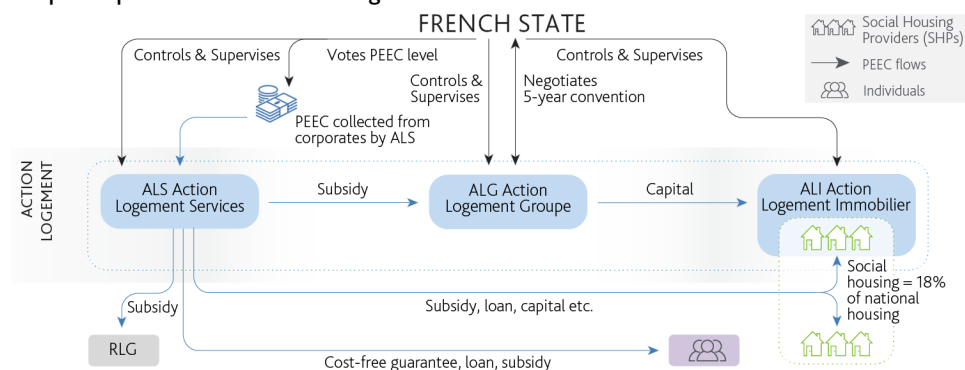 FRENCH STATE
Social Housing
Providers (SHPs)
PEEC flows
Individuals
Controls & Supervises
Votes PEEC level
Controls &
Supervises
Negotiates
5-year convention
Controls & Supervises
PEEC collected from
corporates by ALS
ACTION
LOGEMENT
ALS Action
Logement Services
Subsidy
ALG Action
Logement Groupe
Capital
ALI Action
Logement Immobilier
Social
housing = 18%
of national
housing
Subsidy
Subsidy, loan, capital etc.
RLG
Cost-free guarantee, loan, subsidy